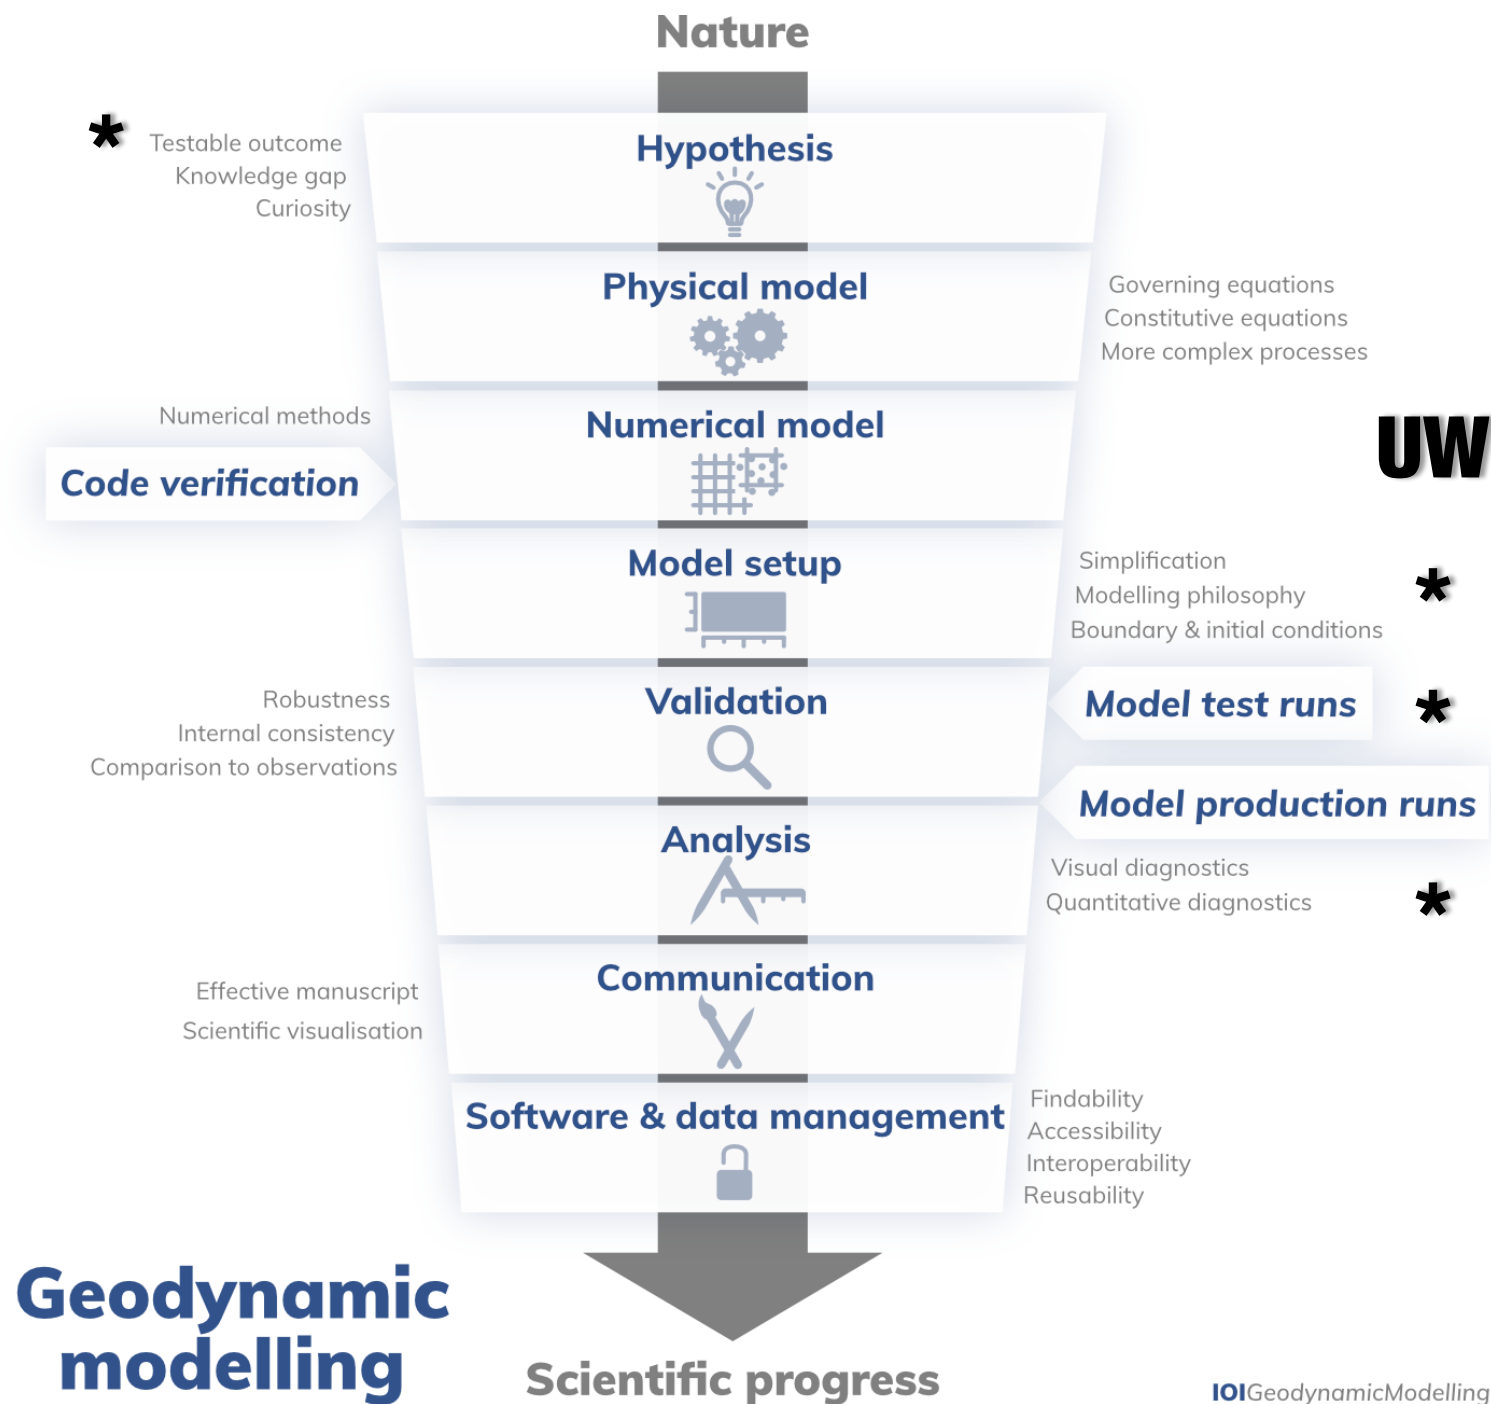 Nature
*
Testable outcome
Knowledge gap
Curiosity
Hypothesis
Physical model
Governing equations
Constitutive equations
More complex processes
Numerical methods
Code verification
Numerical model
UW
Model setup
Simplification
Modelling philosophy
Boundary & initial conditions
*
Robustness
Internal consistency
Comparison to observations
Validation
Model test runs
*
Model production runs
Analysis
Visual diagnostics
Quantitative diagnostics
*
Effective manuscript
Scientific visualisation
Communication
Software & data management
Findability
Accessibility
Interoperability
Reusability
Geodynamic
modelling
Scientific progress
IOIGeodynamicModelling